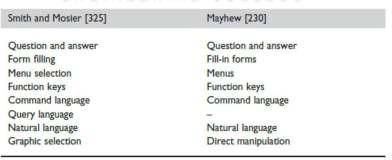 Smith and Mosier [325] Mayhew [230]
Question and answer Question and answer
Form filling Fill-in forms
Menu selection Menus
Function keys Function keys
Command language Command language
Query language –
Natural language Natural language
Graphic selection Direct manipulation